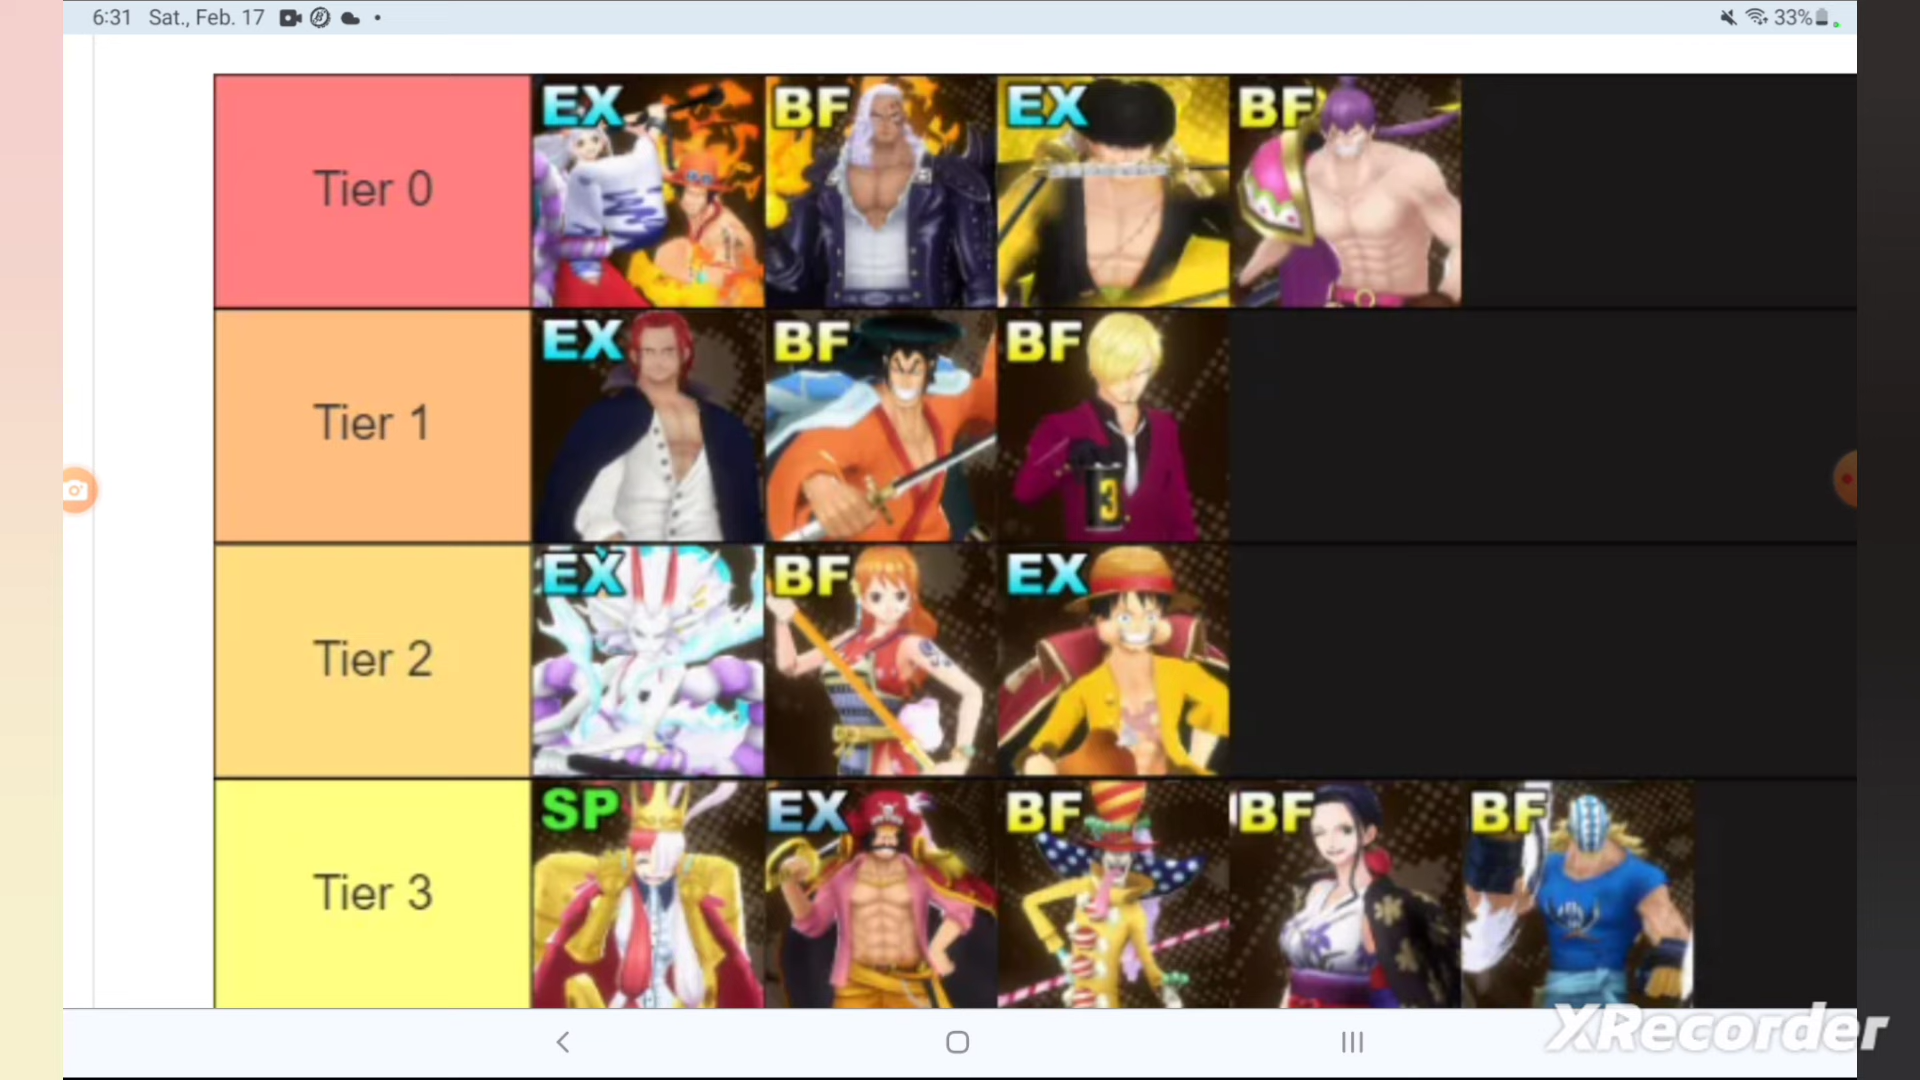 6:31 Sat., Feb. 17
33%
Tier 0
EX
BF
EX
BF
Tier 1
EX
BF
BF
3
Tier 2
EX
BF
EX
Tier 3
SP
EX
BF
BF
BF
XRecorder